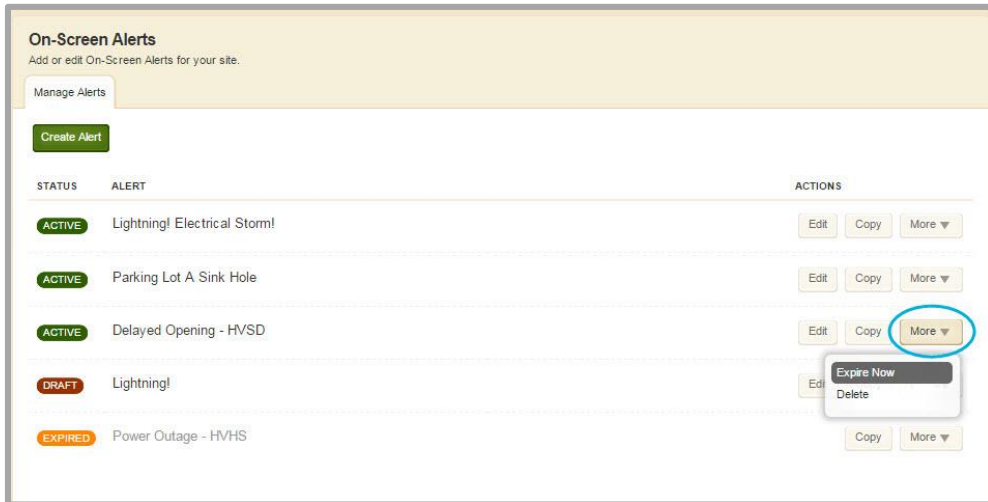 On-Screen Alerts
Add or edit On-Screen Alerts for your site.
Manage Alerts
Create Alert
STATUS ALERT ACTIONS
ACTIVE Lightning! Electrical Storm! Edit Copy More
ACTIVE Parking Lot A Sink Hole Edit Copy More
ACTIVE Delayed Opening - HVSD Edit Copy More
Expire Now
DRAFT Lightning!
Delete
EXPIRED Power Outage - HVHS Copy More